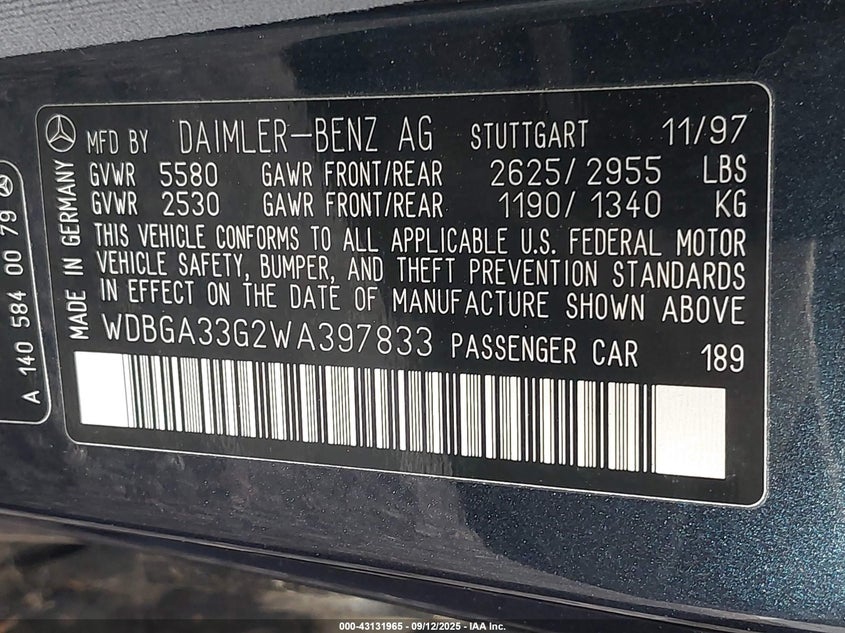 MFD BY DAIMLER-BENZ AG STUTTGART 11/97
GVWR 5580 GAWR FRONT/REAR 2625/2955 LBS
GVWR 2530 GAWR FRONT/REAR 1190/1340 KG
THIS VEHICLE CONFORMS TO ALL APPLICABLE U.S. FEDERAL MOTOR
VEHICLE SAFETY, BUMPER, AND THEFT PREVENTION STANDARDS
IN EFFECT ON THE DATE OF MANUFACTURE SHOWN ABOVE
WDBGA33G2WA397833 PASSENGER CAR 189
MADE IN GERMANY
A 140 584 00 79
000-43131965 - 09/12/2025 - IAA Inc.